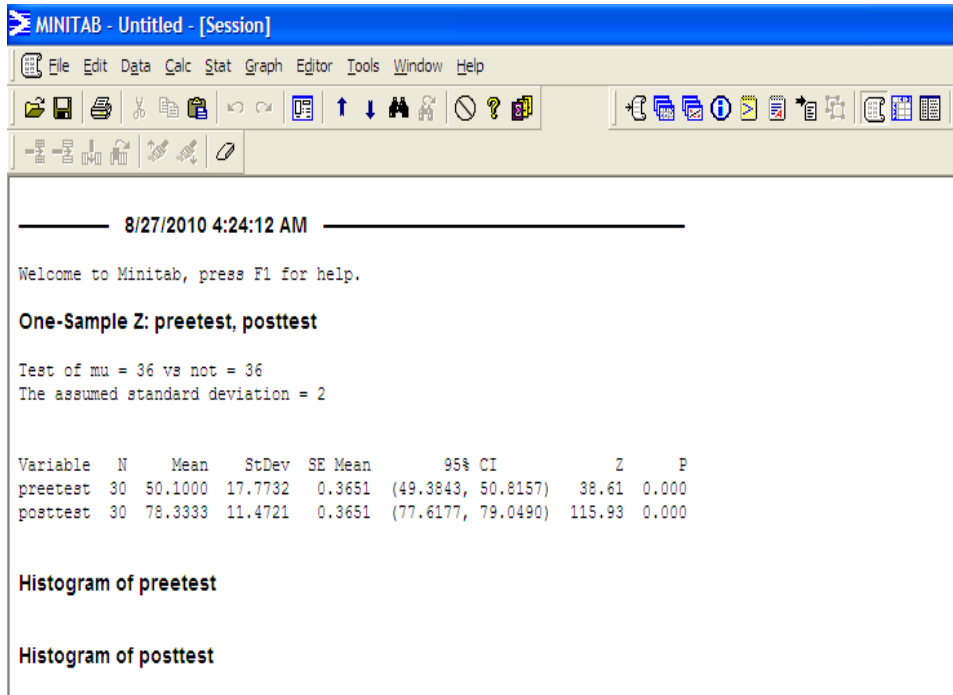 MINITAB - Untitled - [Session]
File Edit Data Calc Stat Graph Editor Tools Window Help
8/27/2010 4:24:12 AM
Welcome to Minitab, press F1 for help.
One-Sample Z: preetest, posttest
Test of mu = 36 vs not = 36
The assumed standard deviation = 2
Variable N Mean StDev SE Mean 95% CI Z P
preetest 30 50.1000 17.7732 0.3651 (49.3843, 50.8157) 38.61 0.000
posttest 30 78.3333 11.4721 0.3651 (77.6177, 79.0490) 115.93 0.000
Histogram of preetest
Histogram of posttest